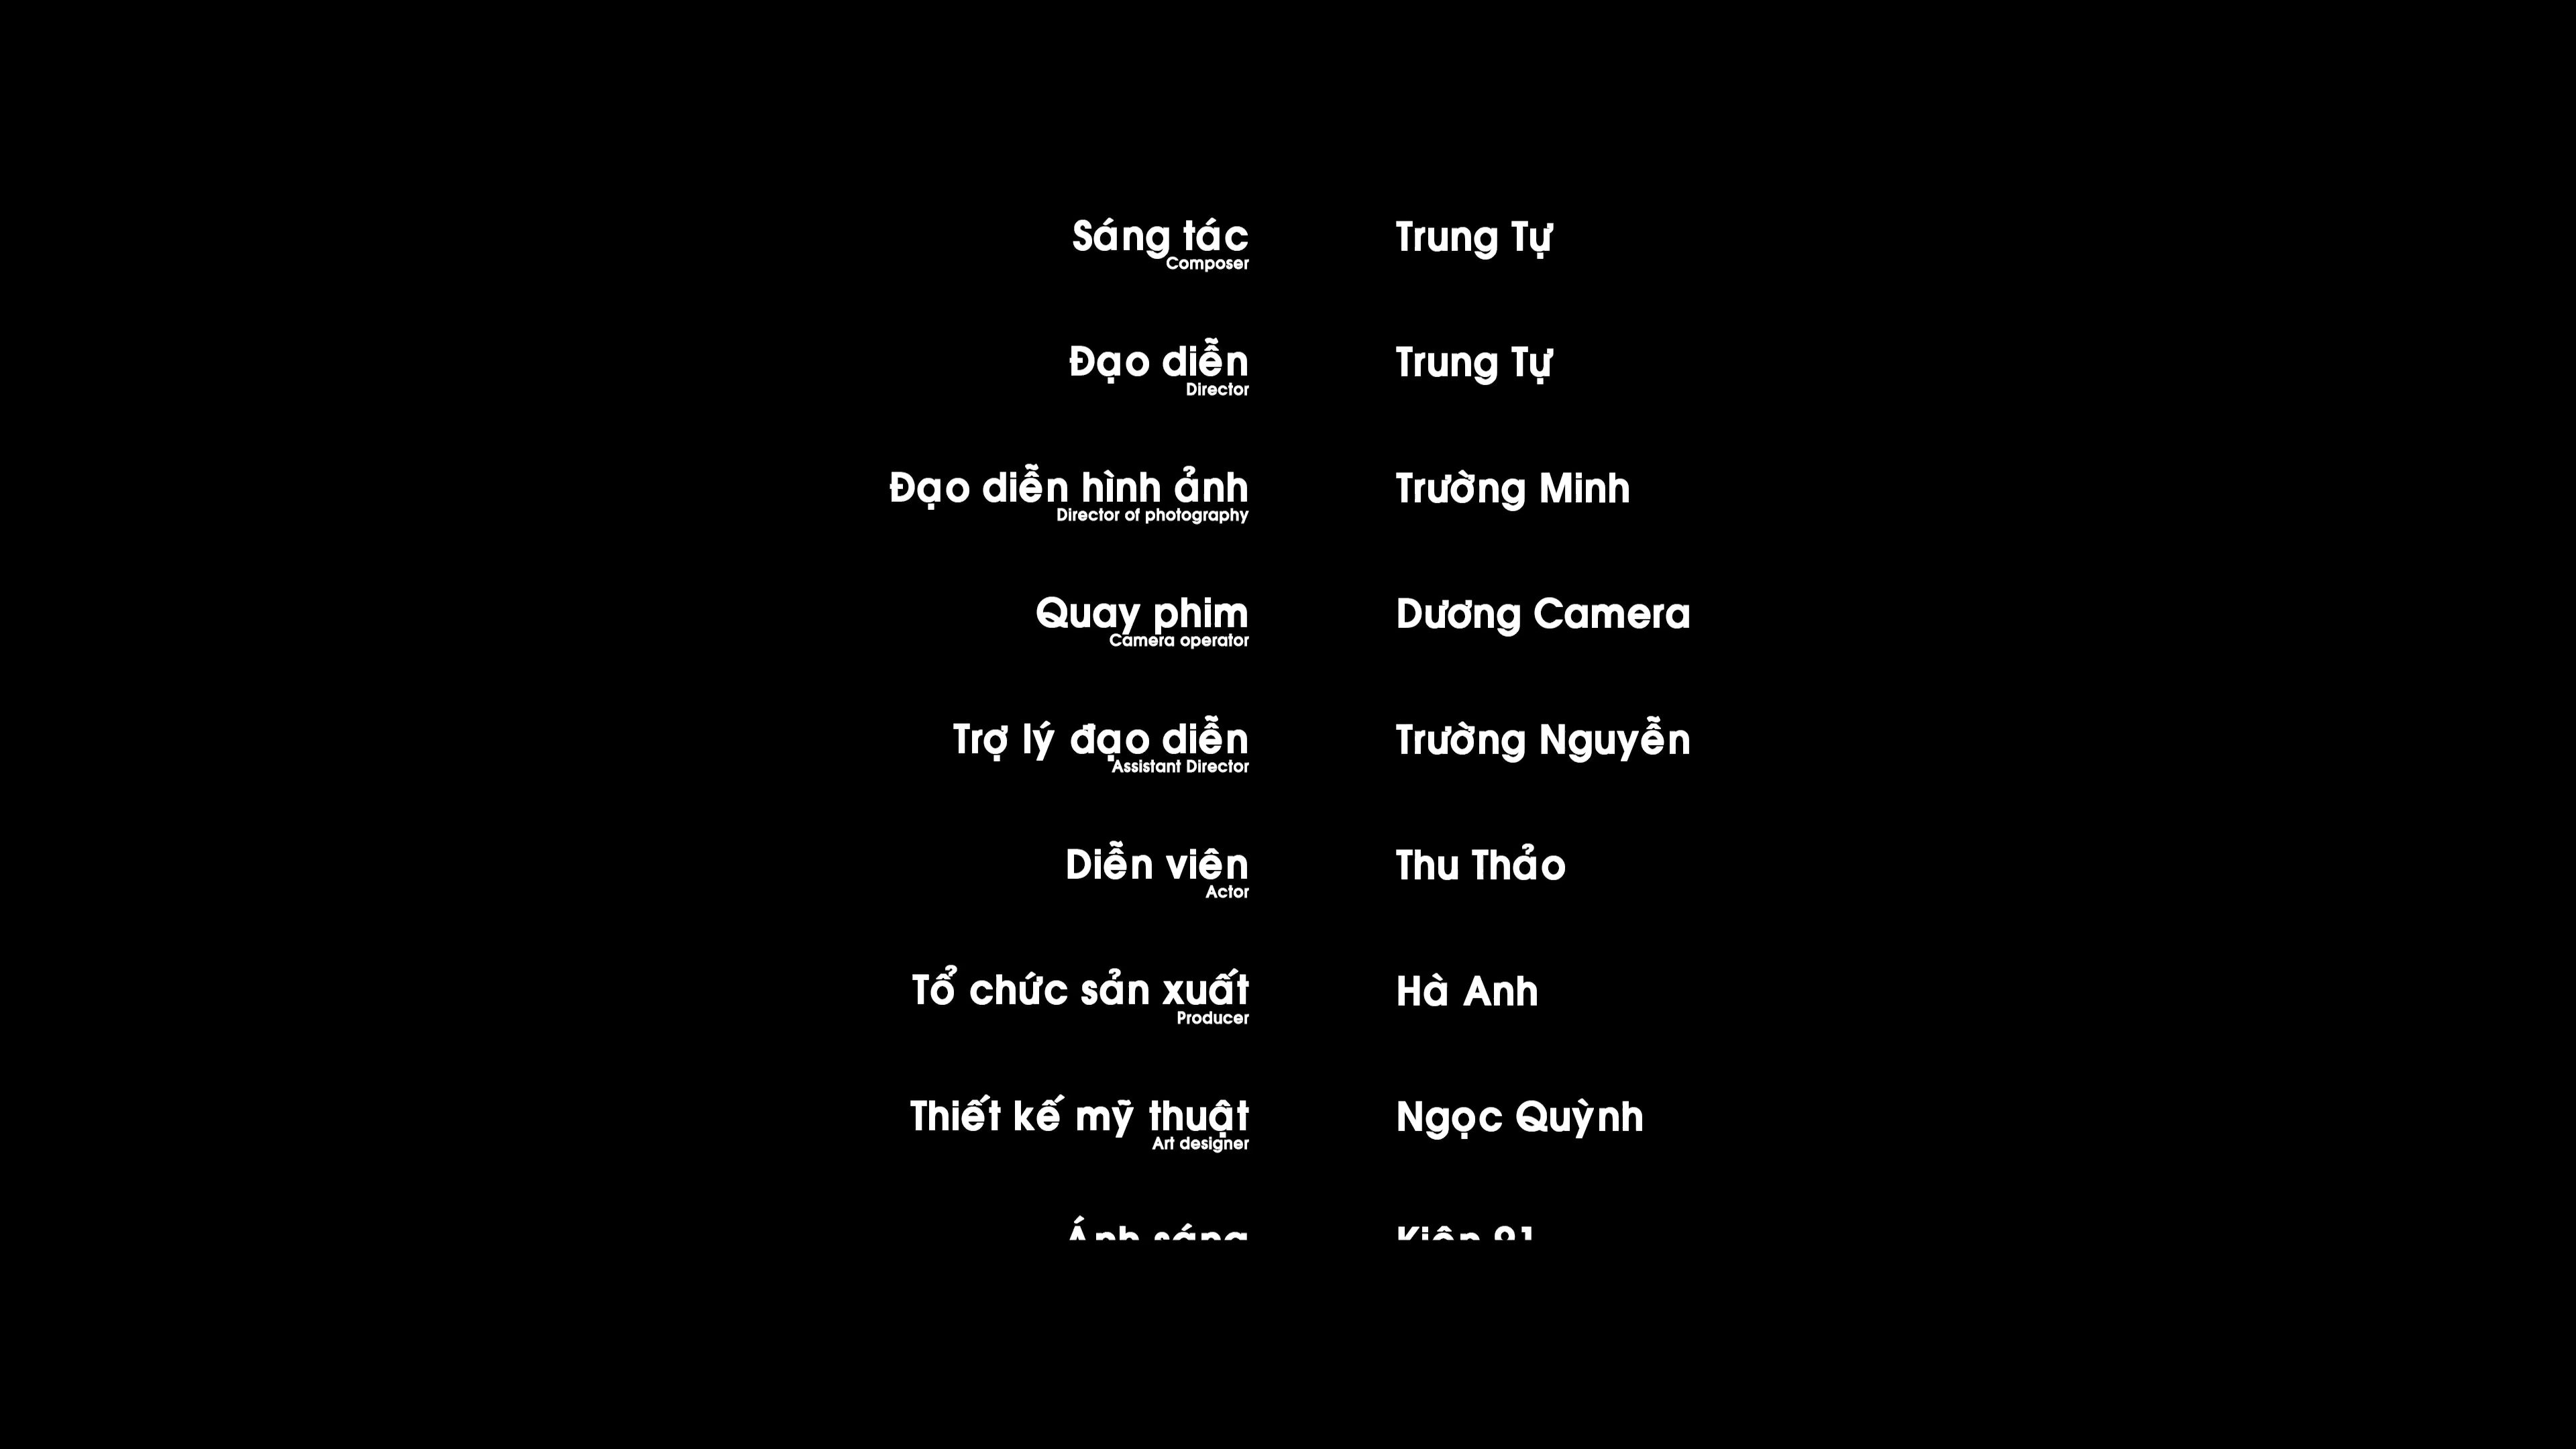 Sáng tác Trung Tự
Composer
Đạo diễn Trung Tự
Director
Đạo diễn hình ảnh Trường Minh
Director of photography
Quay phim Dương Camera
Camera operator
Trợ lý đạo diễn Trường Nguyễn
Assistant Director
Diễn viên Thu Thảo
Actor
Tổ chức sản xuất Hà Anh
Producer
Thiết kế mỹ thuật Ngọc Quỳnh
Art designer
Ánh sáng